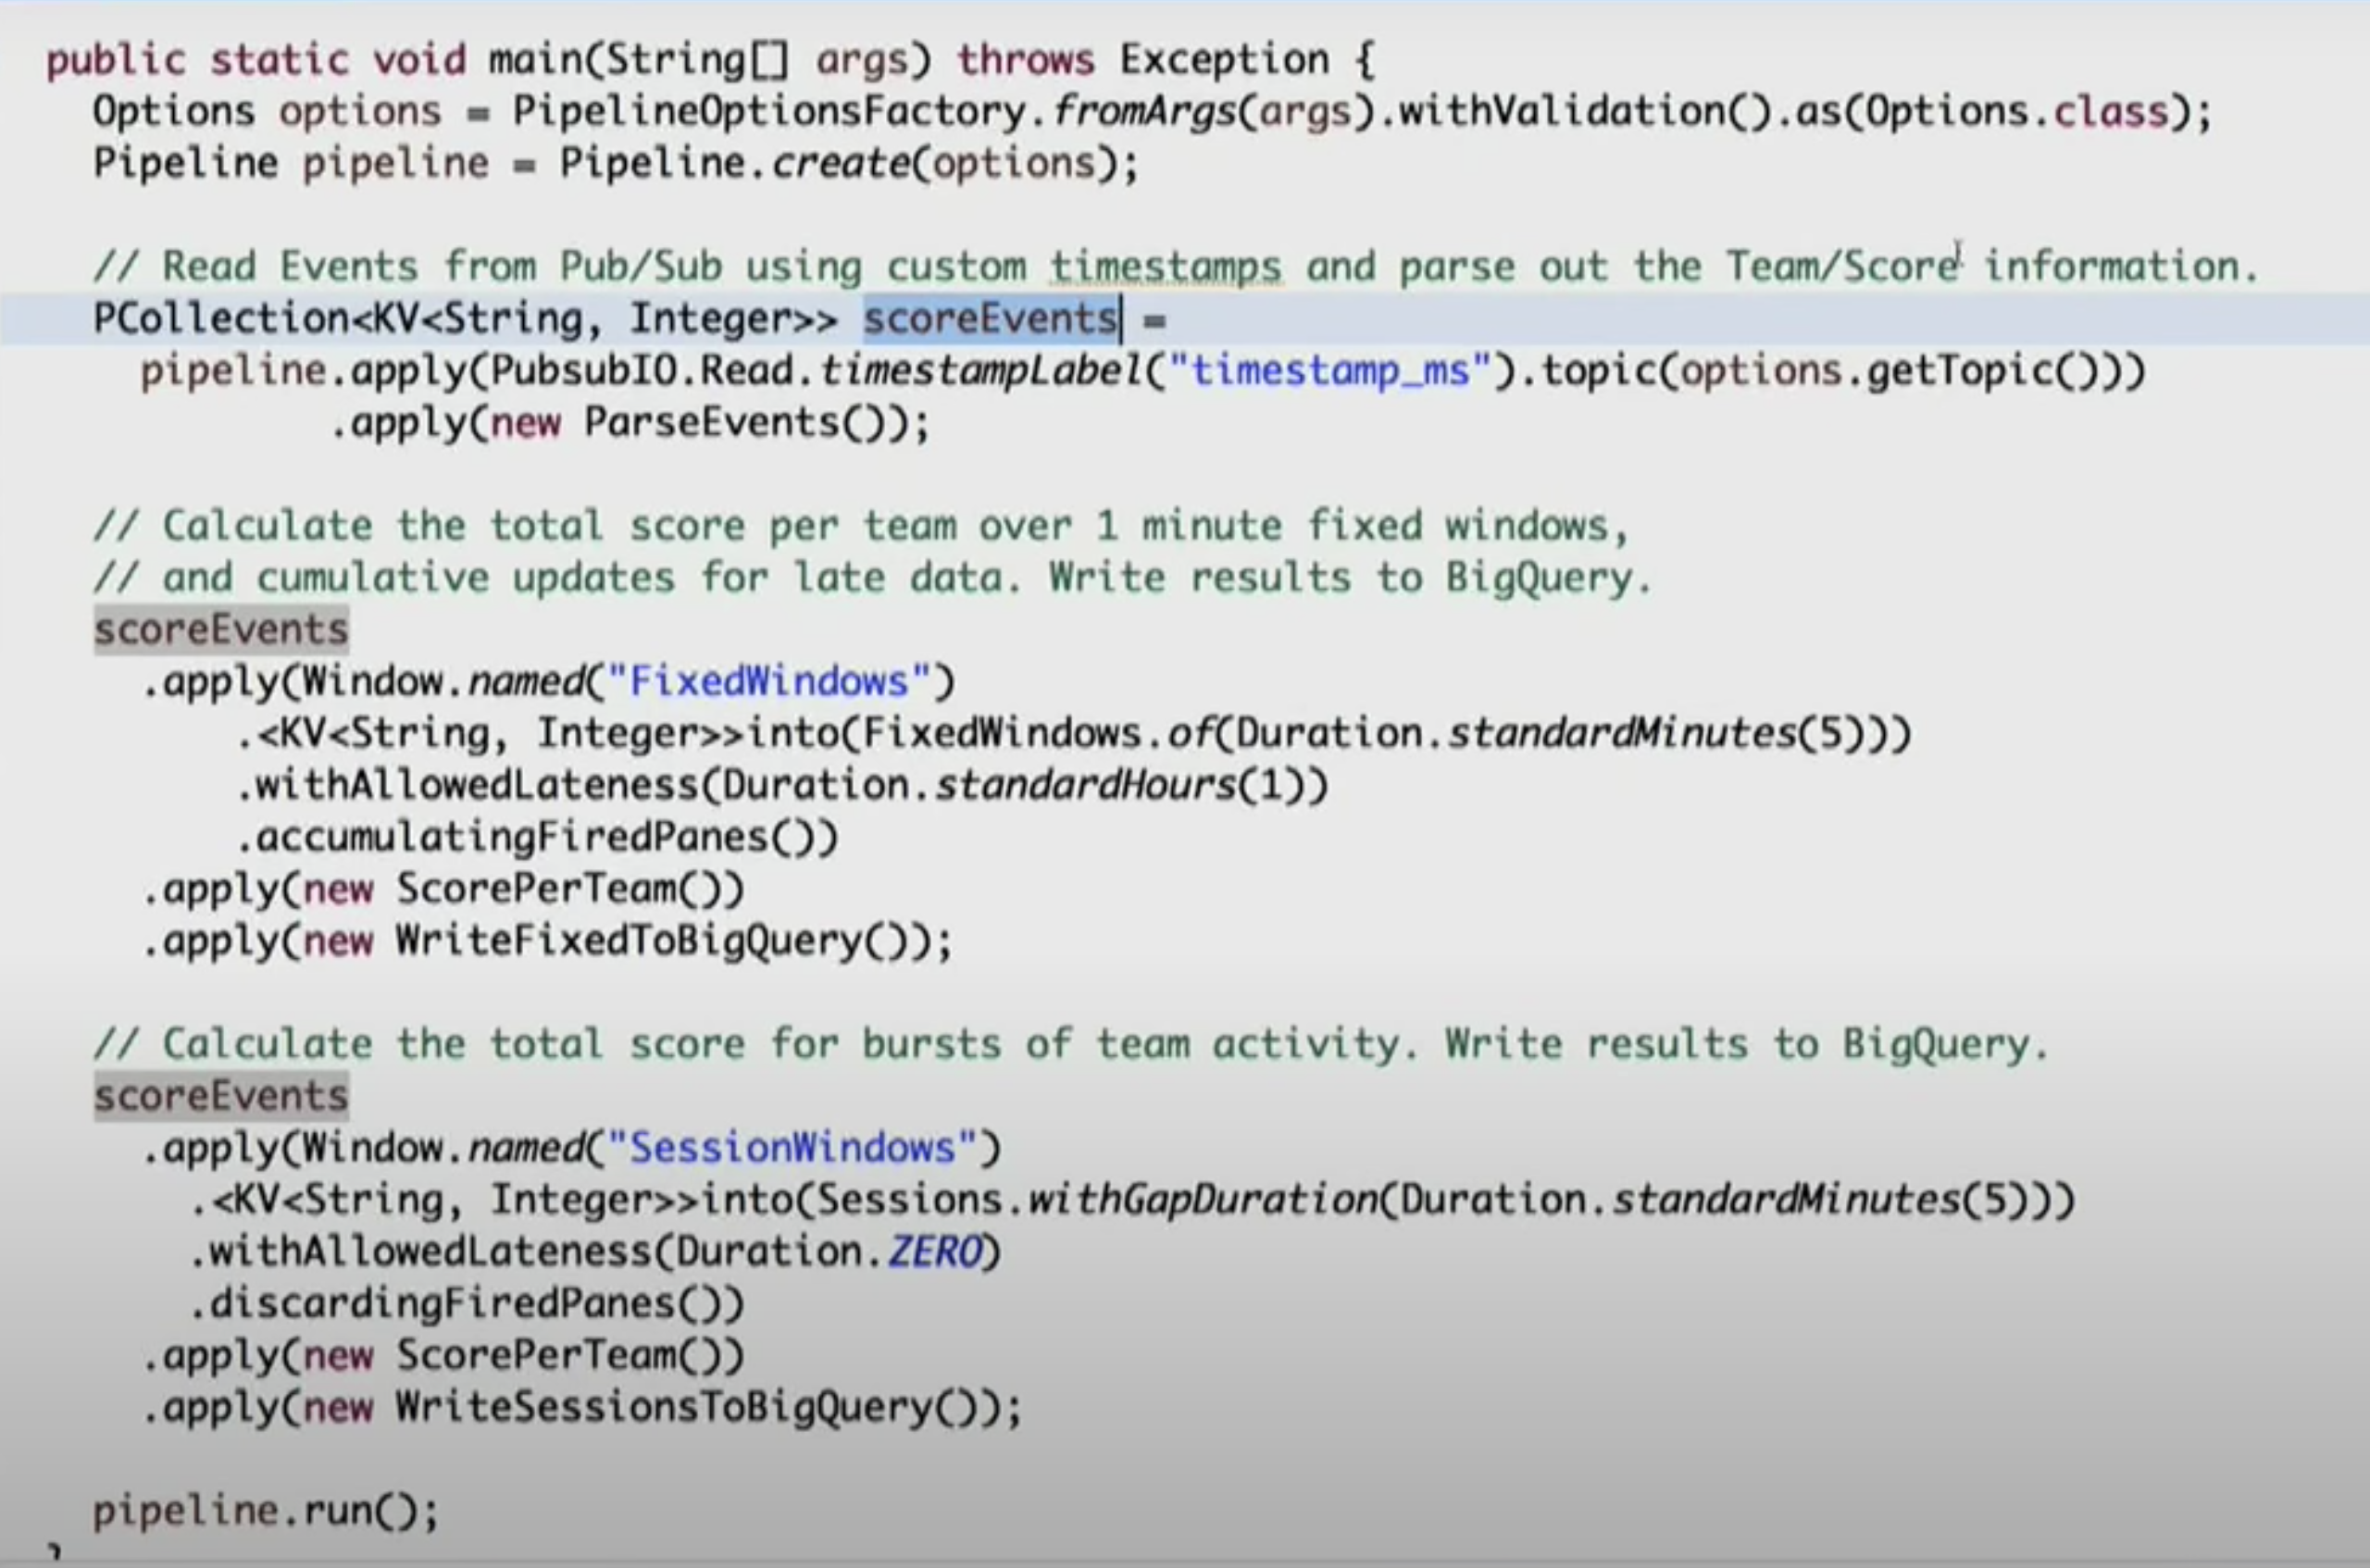 public static void main(String[] args) throws Exception {
  Options options = PipelineOptionsFactory.fromArgs(args).withValidation().as(Options.class);
  Pipeline pipeline = Pipeline.create(options);

  // Read Events from Pub/Sub using custom timestamps and parse out the Team/Score information.
  PCollection<KV<String, Integer>> scoreEvents =
    pipeline.apply(PubsubIO.Read.timestampLabel("timestamp_ms").topic(options.getTopic()))
            .apply(new ParseEvents());

  // Calculate the total score per team over 1 minute fixed windows,
  // and cumulative updates for late data. Write results to BigQuery.
  scoreEvents
    .apply(Window.named("FixedWindows")
        .<KV<String, Integer>>into(FixedWindows.of(Duration.standardMinutes(5)))
        .withAllowedLateness(Duration.standardHours(1))
        .accumulatingFiredPanes())
    .apply(new ScorePerTeam())
    .apply(new WriteFixedToBigQuery());

  // Calculate the total score for bursts of team activity. Write results to BigQuery.
  scoreEvents
    .apply(Window.named("SessionWindows")
      .<KV<String, Integer>>into(Sessions.withGapDuration(Duration.standardMinutes(5)))
      .withAllowedLateness(Duration.ZERO)
      .discardingFiredPanes())
    .apply(new ScorePerTeam())
    .apply(new WriteSessionsToBigQuery());

  pipeline.run();
}